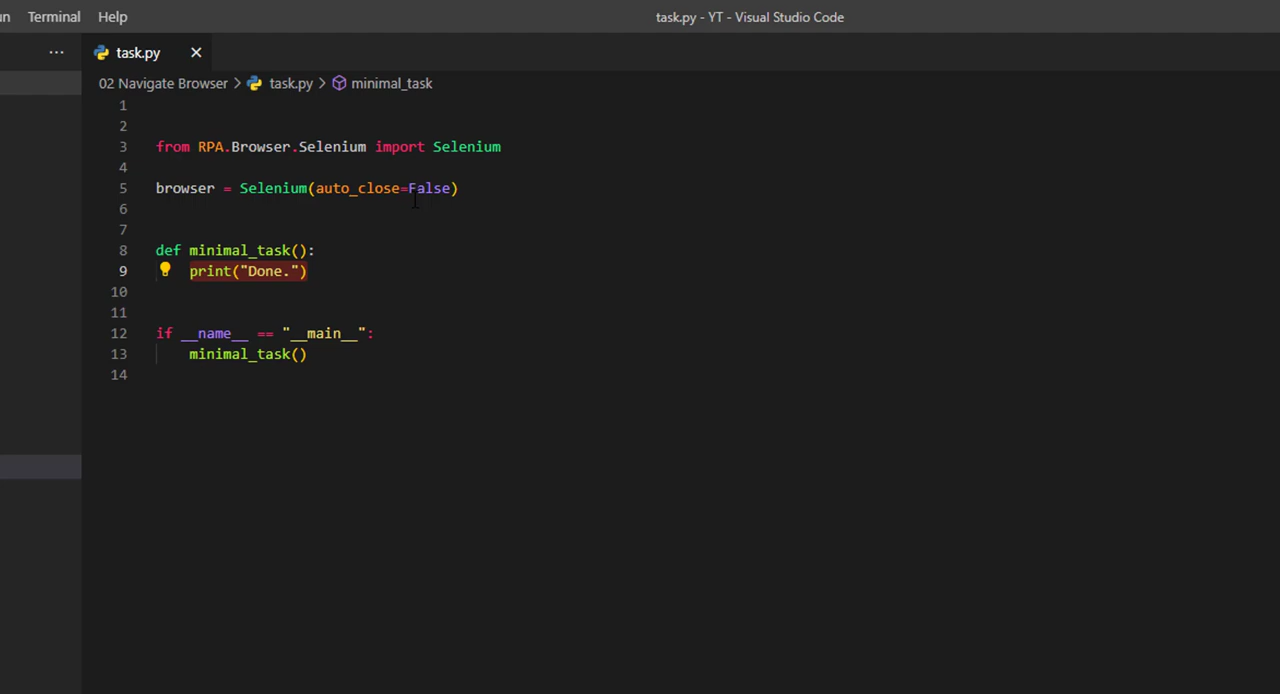 un Terminal Help task.py - YT - Visual Studio Code
··· task.py ×
02 Navigate Browser > task.py > minimal_task
1
2
3 from RPA.Browser.Selenium import Selenium
4
5 browser = Selenium(auto_close=False)
6
7
8 def minimal_task():
9 print("Done.")
10
11
12 if __name__ == "__main__":
13 minimal_task()
14